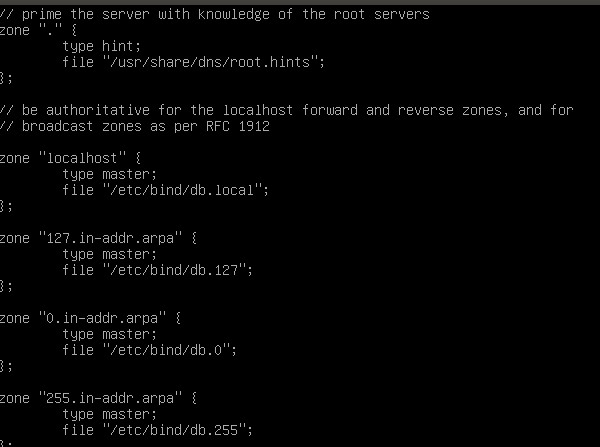 // prime the server with knowledge of the root servers
zone "." {
        type hint;
        file "/usr/share/dns/root.hints";
};

// be authoritative for the localhost forward and reverse zones, and for
// broadcast zones as per RFC 1912

zone "localhost" {
        type master;
        file "/etc/bind/db.local";
};

zone "127.in-addr.arpa" {
        type master;
        file "/etc/bind/db.127";
};

zone "0.in-addr.arpa" {
        type master;
        file "/etc/bind/db.0";
};

zone "255.in-addr.arpa" {
        type master;
        file "/etc/bind/db.255";
};